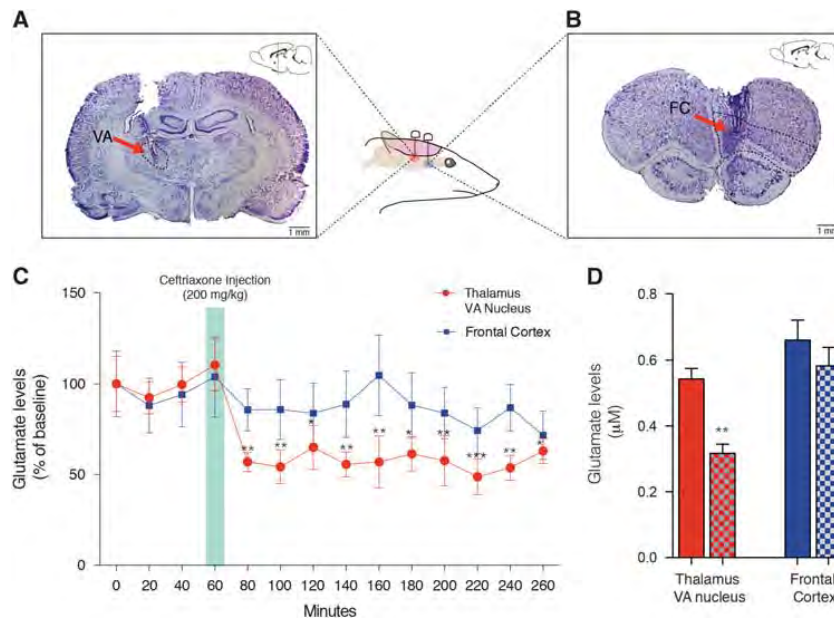 A
B
VA
FC
1 mm
1 mm
C
D
Ceftriaxone Injection
(200 mg/kg)
Thalamus
VA Nucleus
Frontal Cortex
Glutamate levels
(% of baseline)
150
100
50
0
** ** * ** ** * ** *** ** *
0 20 40 60 80 100 120 140 160 180 200 220 240 260
Minutes
Glutamate levels
(μM)
0.8
0.6
0.4
0.2
0.0
**
Thalamus
VA nucleus
Frontal
Cortex